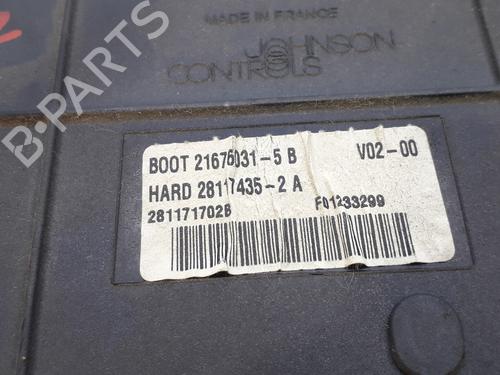 MADE IN FRANCE
JOHNSON
CONTROLS
B-PARTS
BOOT 21676031-5 B V02-00
HARD 28117435-2 A
281171702B F01233299